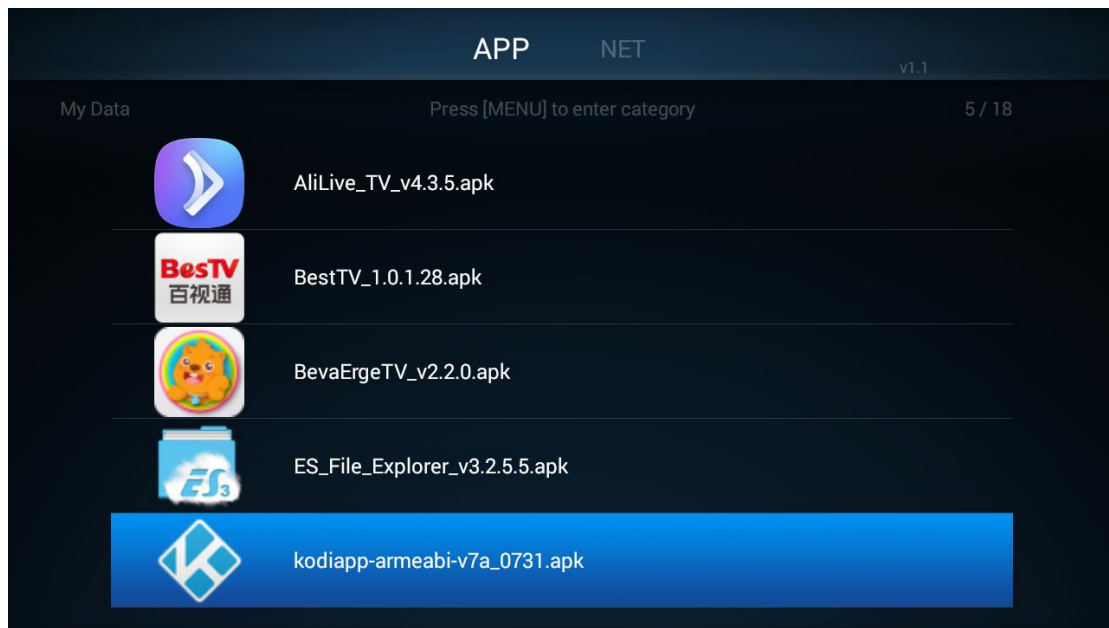 APP NET
v1.1
My Data Press [MENU] to enter category 5 / 18
AliLive_TV_v4.3.5.apk
BesTV
百视通
BestTV_1.0.1.28.apk
BevaErgeTV_v2.2.0.apk
ES3
ES_File_Explorer_v3.2.5.5.apk
kodiapp-armeabi-v7a_0731.apk